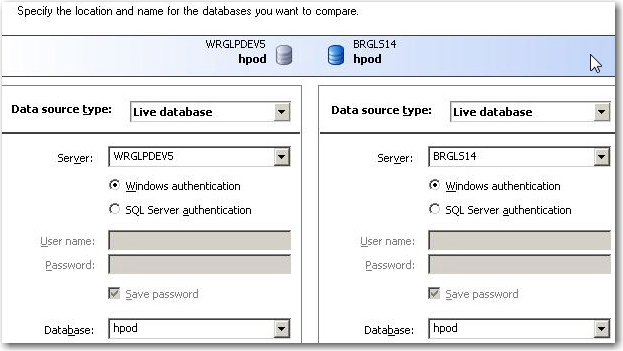 Specify the location and name for the databases you want to compare.
WRGLPDEV5
hpod
BRGLS14
hpod
Data source type: Live database
Server: WRGLPDEV5
Windows authentication
SQL Server authentication
User name:
Password:
Save password
Database: hpod
Data source type: Live database
Server: BRGLS14
Windows authentication
SQL Server authentication
User name:
Password:
Save password
Database: hpod